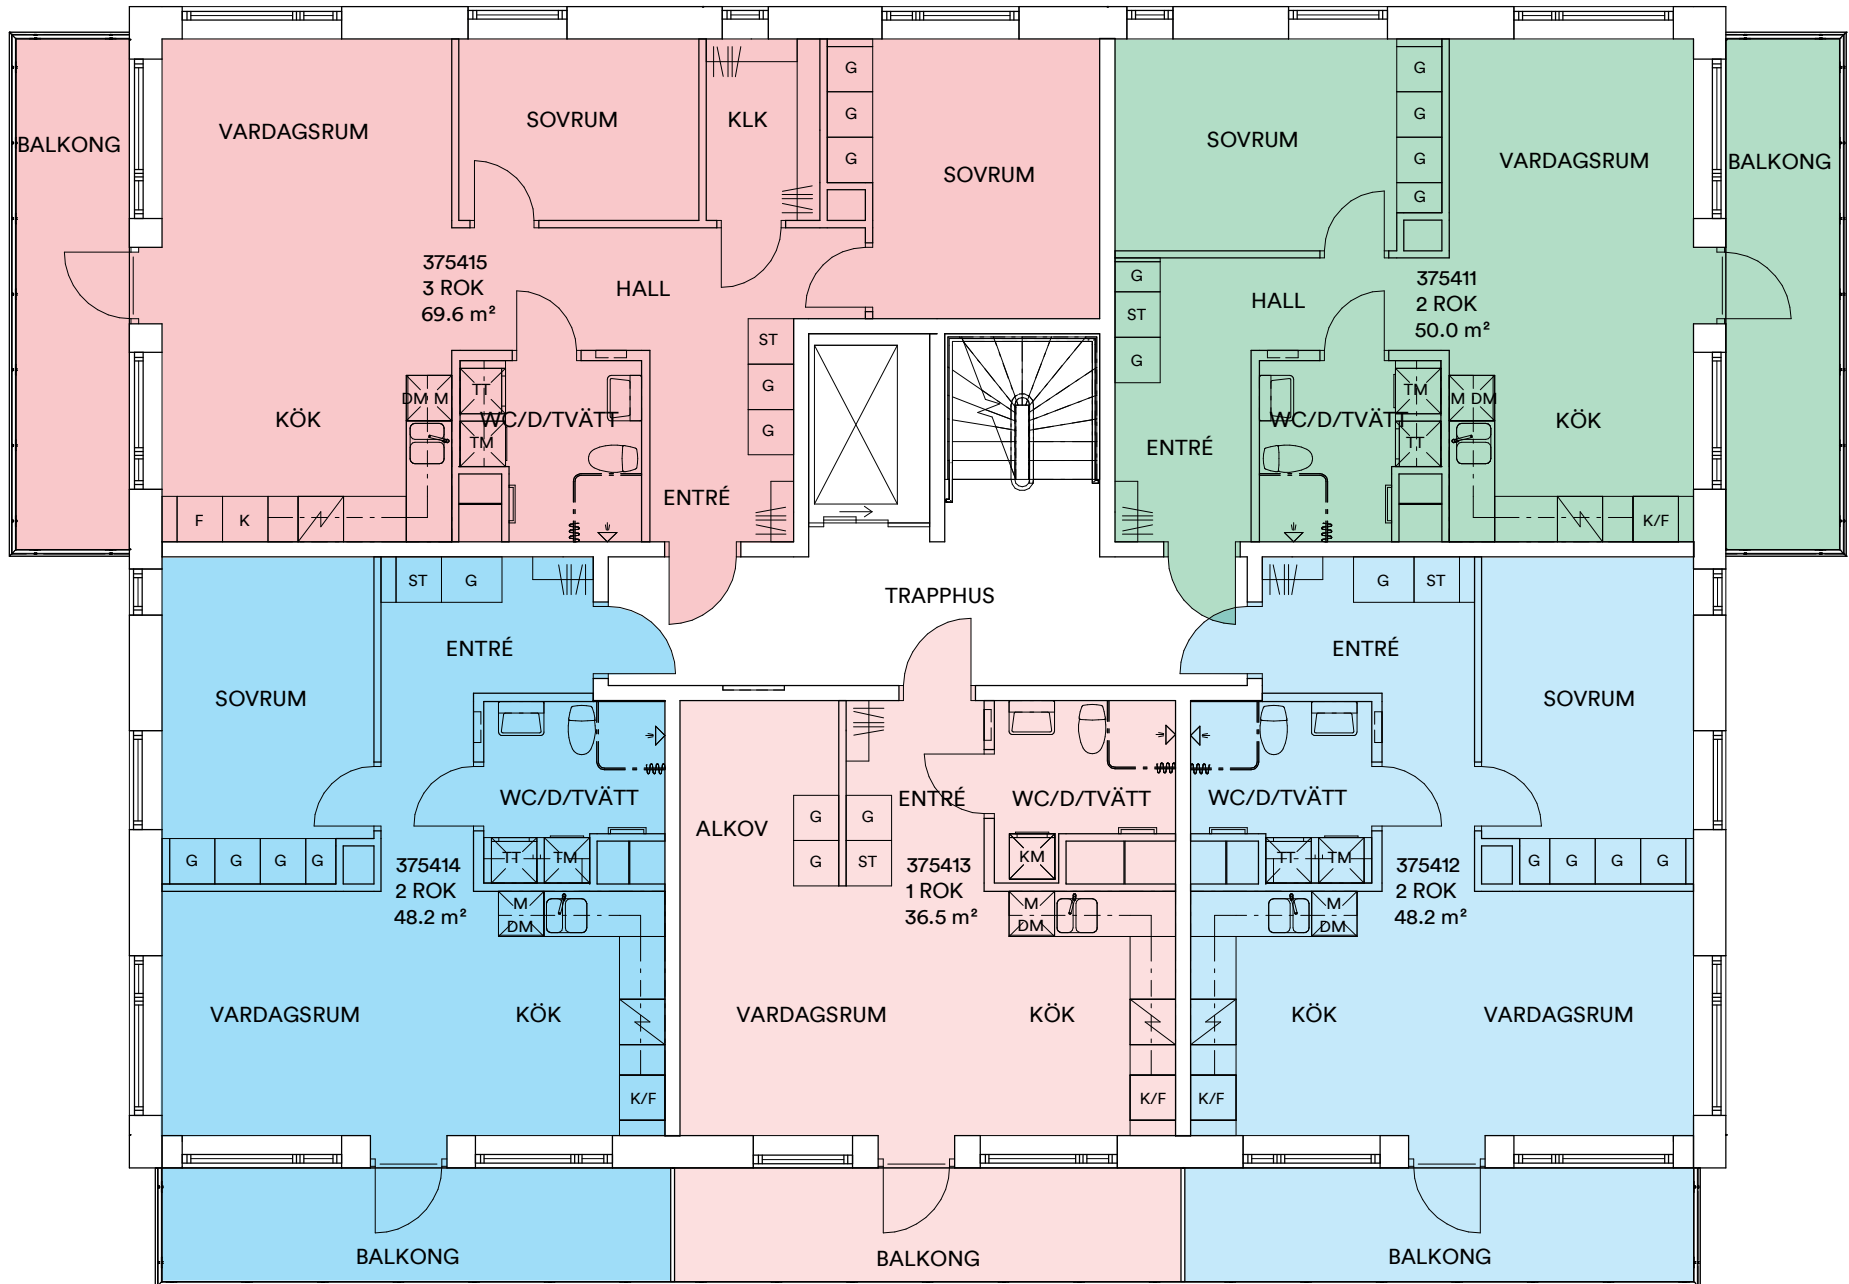 BALKONG
VARDAGSRUM
SOVRUM
KLK
G
G
G
SOVRUM
375415
3 ROK
69.6 m²
HALL
ST
G
G
DM M
TT
WC/D/TVÄTT
TM
KÖK
ENTRÉ
F
K
SOVRUM
G
G
G
G
VARDAGSRUM
BALKONG
G
ST
G
HALL
375411
2 ROK
50.0 m²
TM
M DM
WC/D/TVÄTT
TT
KÖK
ENTRÉ
K/F
TRAPPHUS
ST
G
ENTRÉ
SOVRUM
WC/D/TVÄTT
G
G
G
G
TT
TM
375414
2 ROK
48.2 m²
M
DM
VARDAGSRUM
KÖK
K/F
BALKONG
ENTRÉ
WC/D/TVÄTT
ALKOV
G
G
G
ST
KM
375413
1 ROK
36.5 m²
M
DM
VARDAGSRUM
KÖK
K/F
BALKONG
G
ST
ENTRÉ
SOVRUM
WC/D/TVÄTT
TT
TM
G
G
G
G
375412
2 ROK
48.2 m²
M
DM
KÖK
VARDAGSRUM
K/F
BALKONG